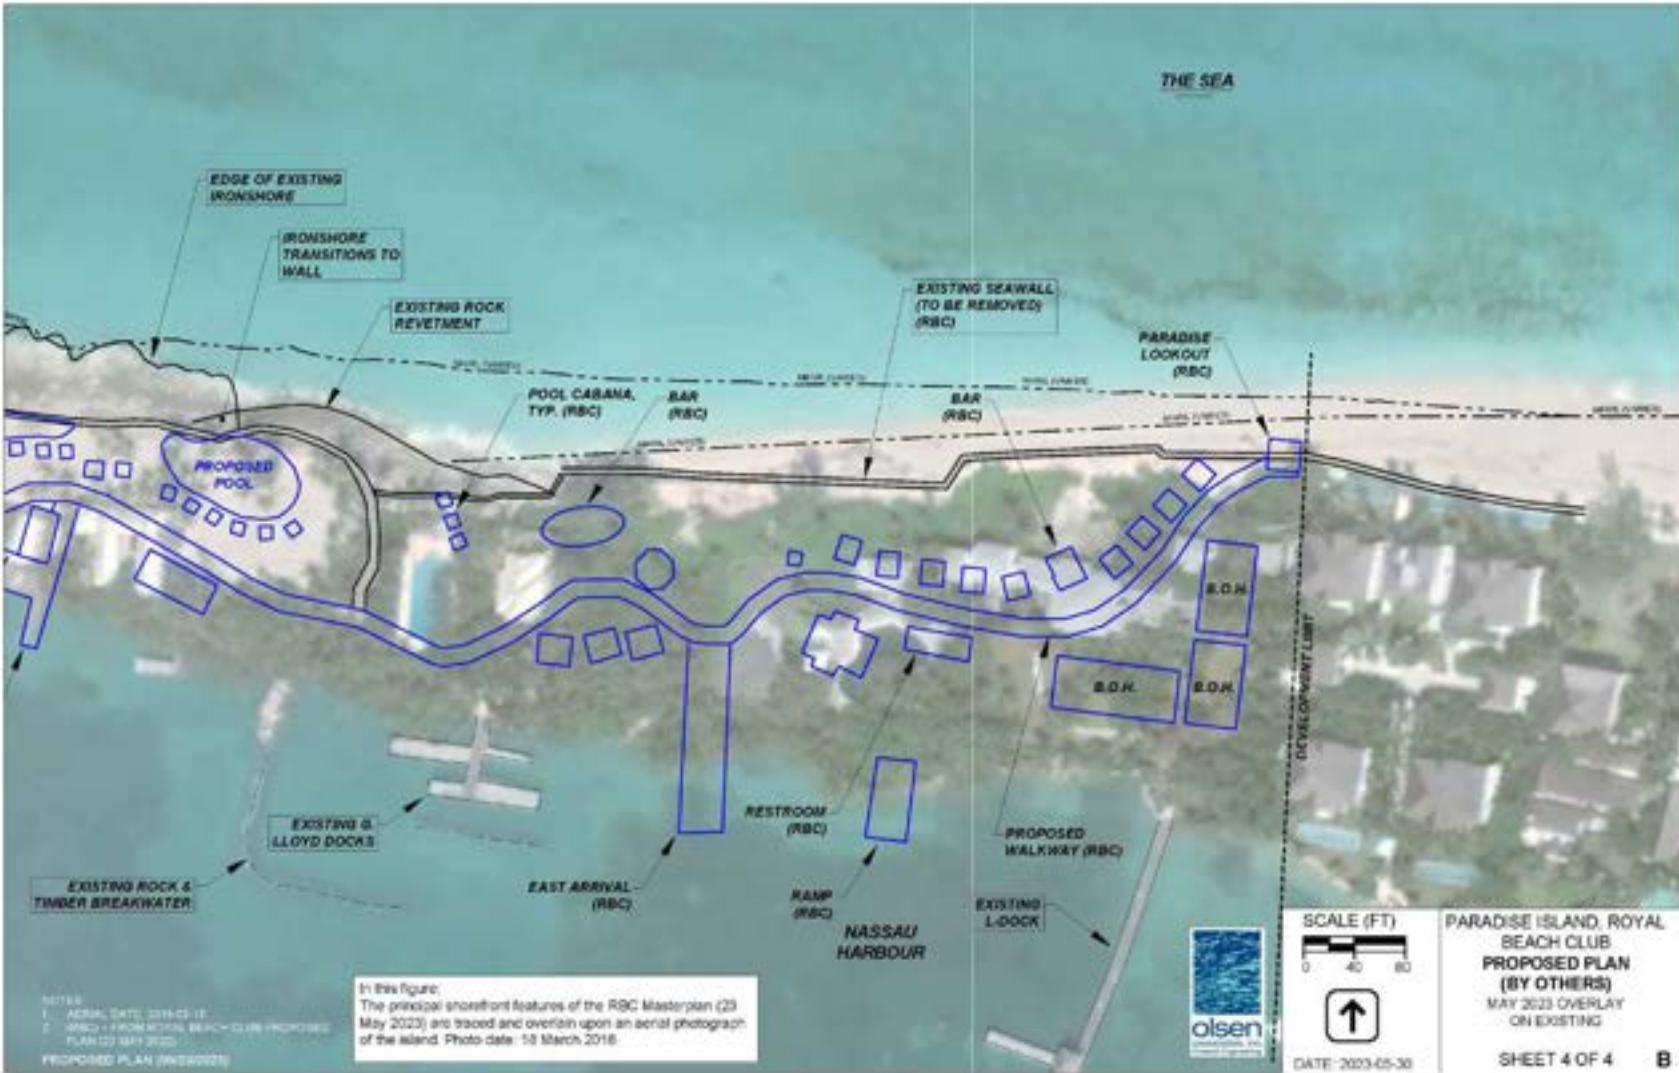 THE SEA
EDGE OF EXISTING
IRONSHORE
IRONSHORE
TRANSITIONS TO
WALL
EXISTING ROCK
REVETMENT
EXISTING SEAWALL
(TO BE REMOVED)
(RBC)
PARADISE
LOOKOUT
(RBC)
POOL CABANA,
TYP. (RBC)
BAR
(RBC)
BAR
(RBC)
PROPOSED
POOL
B.O.H.
B.O.H.
B.O.H.
DEVELOPMENT LIMIT
EXISTING G.
LLOYD DOCKS
RESTROOM
(RBC)
PROPOSED
WALKWAY (RBC)
EXISTING ROCK &
TIMBER BREAKWATER
EAST ARRIVAL
(RBC)
RAMP
(RBC)
EXISTING
L-DOCK
NASSAU
HARBOUR
NOTES
In this figure:
The principal shorefront features of the RBC Masterplan (23
May 2023) are traced and overlain upon an aerial photograph
of the island. Photo date: 18 March 2016
olsen
SCALE (FT)
0 40 80
DATE: 2023-05-30
PARADISE ISLAND, ROYAL
BEACH CLUB
PROPOSED PLAN
(BY OTHERS)
MAY 2023 OVERLAY
ON EXISTING
SHEET 4 OF 4 B